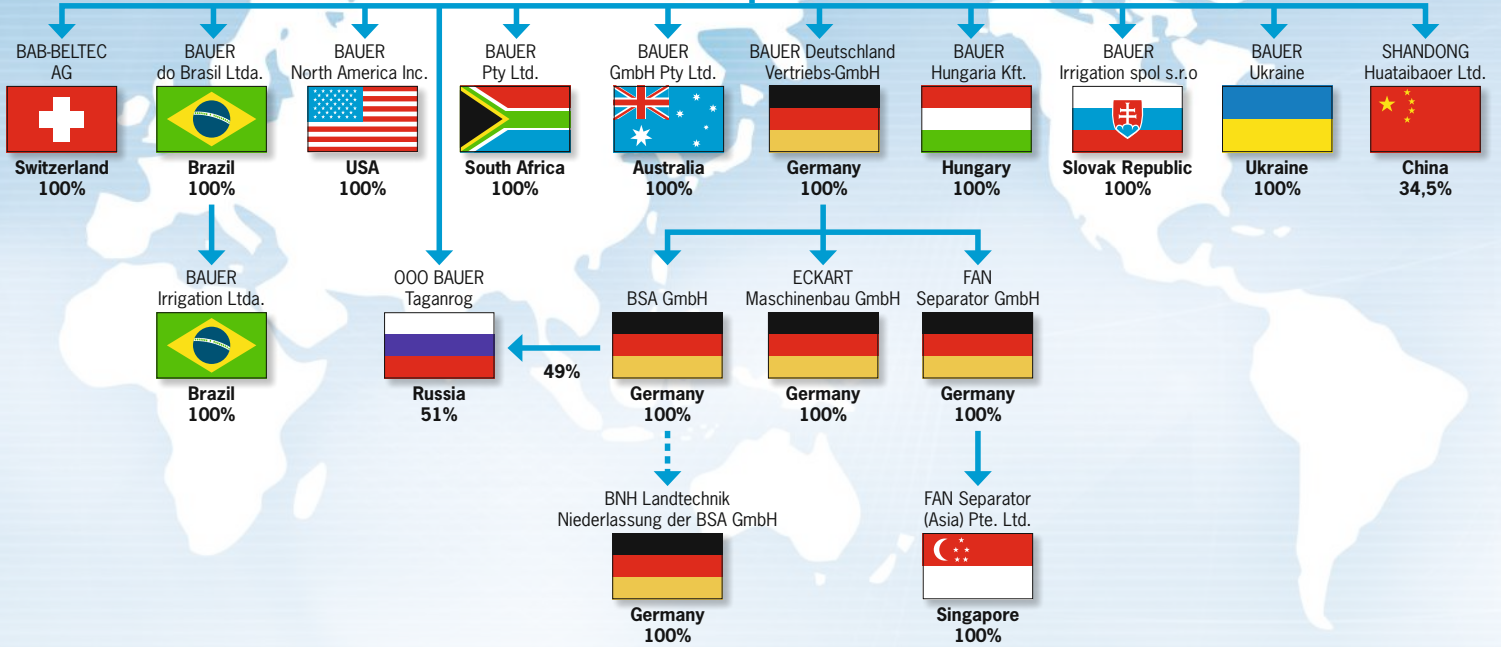 BAB-BELTEC
AG
Switzerland
100%
BAUER
do Brasil Ltda.
Brazil
100%
BAUER
North America Inc.
USA
100%
BAUER
Pty Ltd.
South Africa
100%
BAUER
GmbH Pty Ltd.
Australia
100%
BAUER Deutschland
Vertriebs-GmbH
Germany
100%
BAUER
Hungaria Kft.
Hungary
100%
BAUER
Irrigation spol s.r.o
Slovak Republic
100%
BAUER
Ukraine
Ukraine
100%
SHANDONG
Huataibaoer Ltd.
China
34,5%
BAUER
Irrigation Ltda.
Brazil
100%
OOO BAUER
Taganrog
Russia
51%
49%
BSA GmbH
Germany
100%
ECKART
Maschinenbau GmbH
Germany
100%
FAN
Separator GmbH
Germany
100%
BNH Landtechnik
Niederlassung der BSA GmbH
Germany
100%
FAN Separator
(Asia) Pte. Ltd.
Singapore
100%